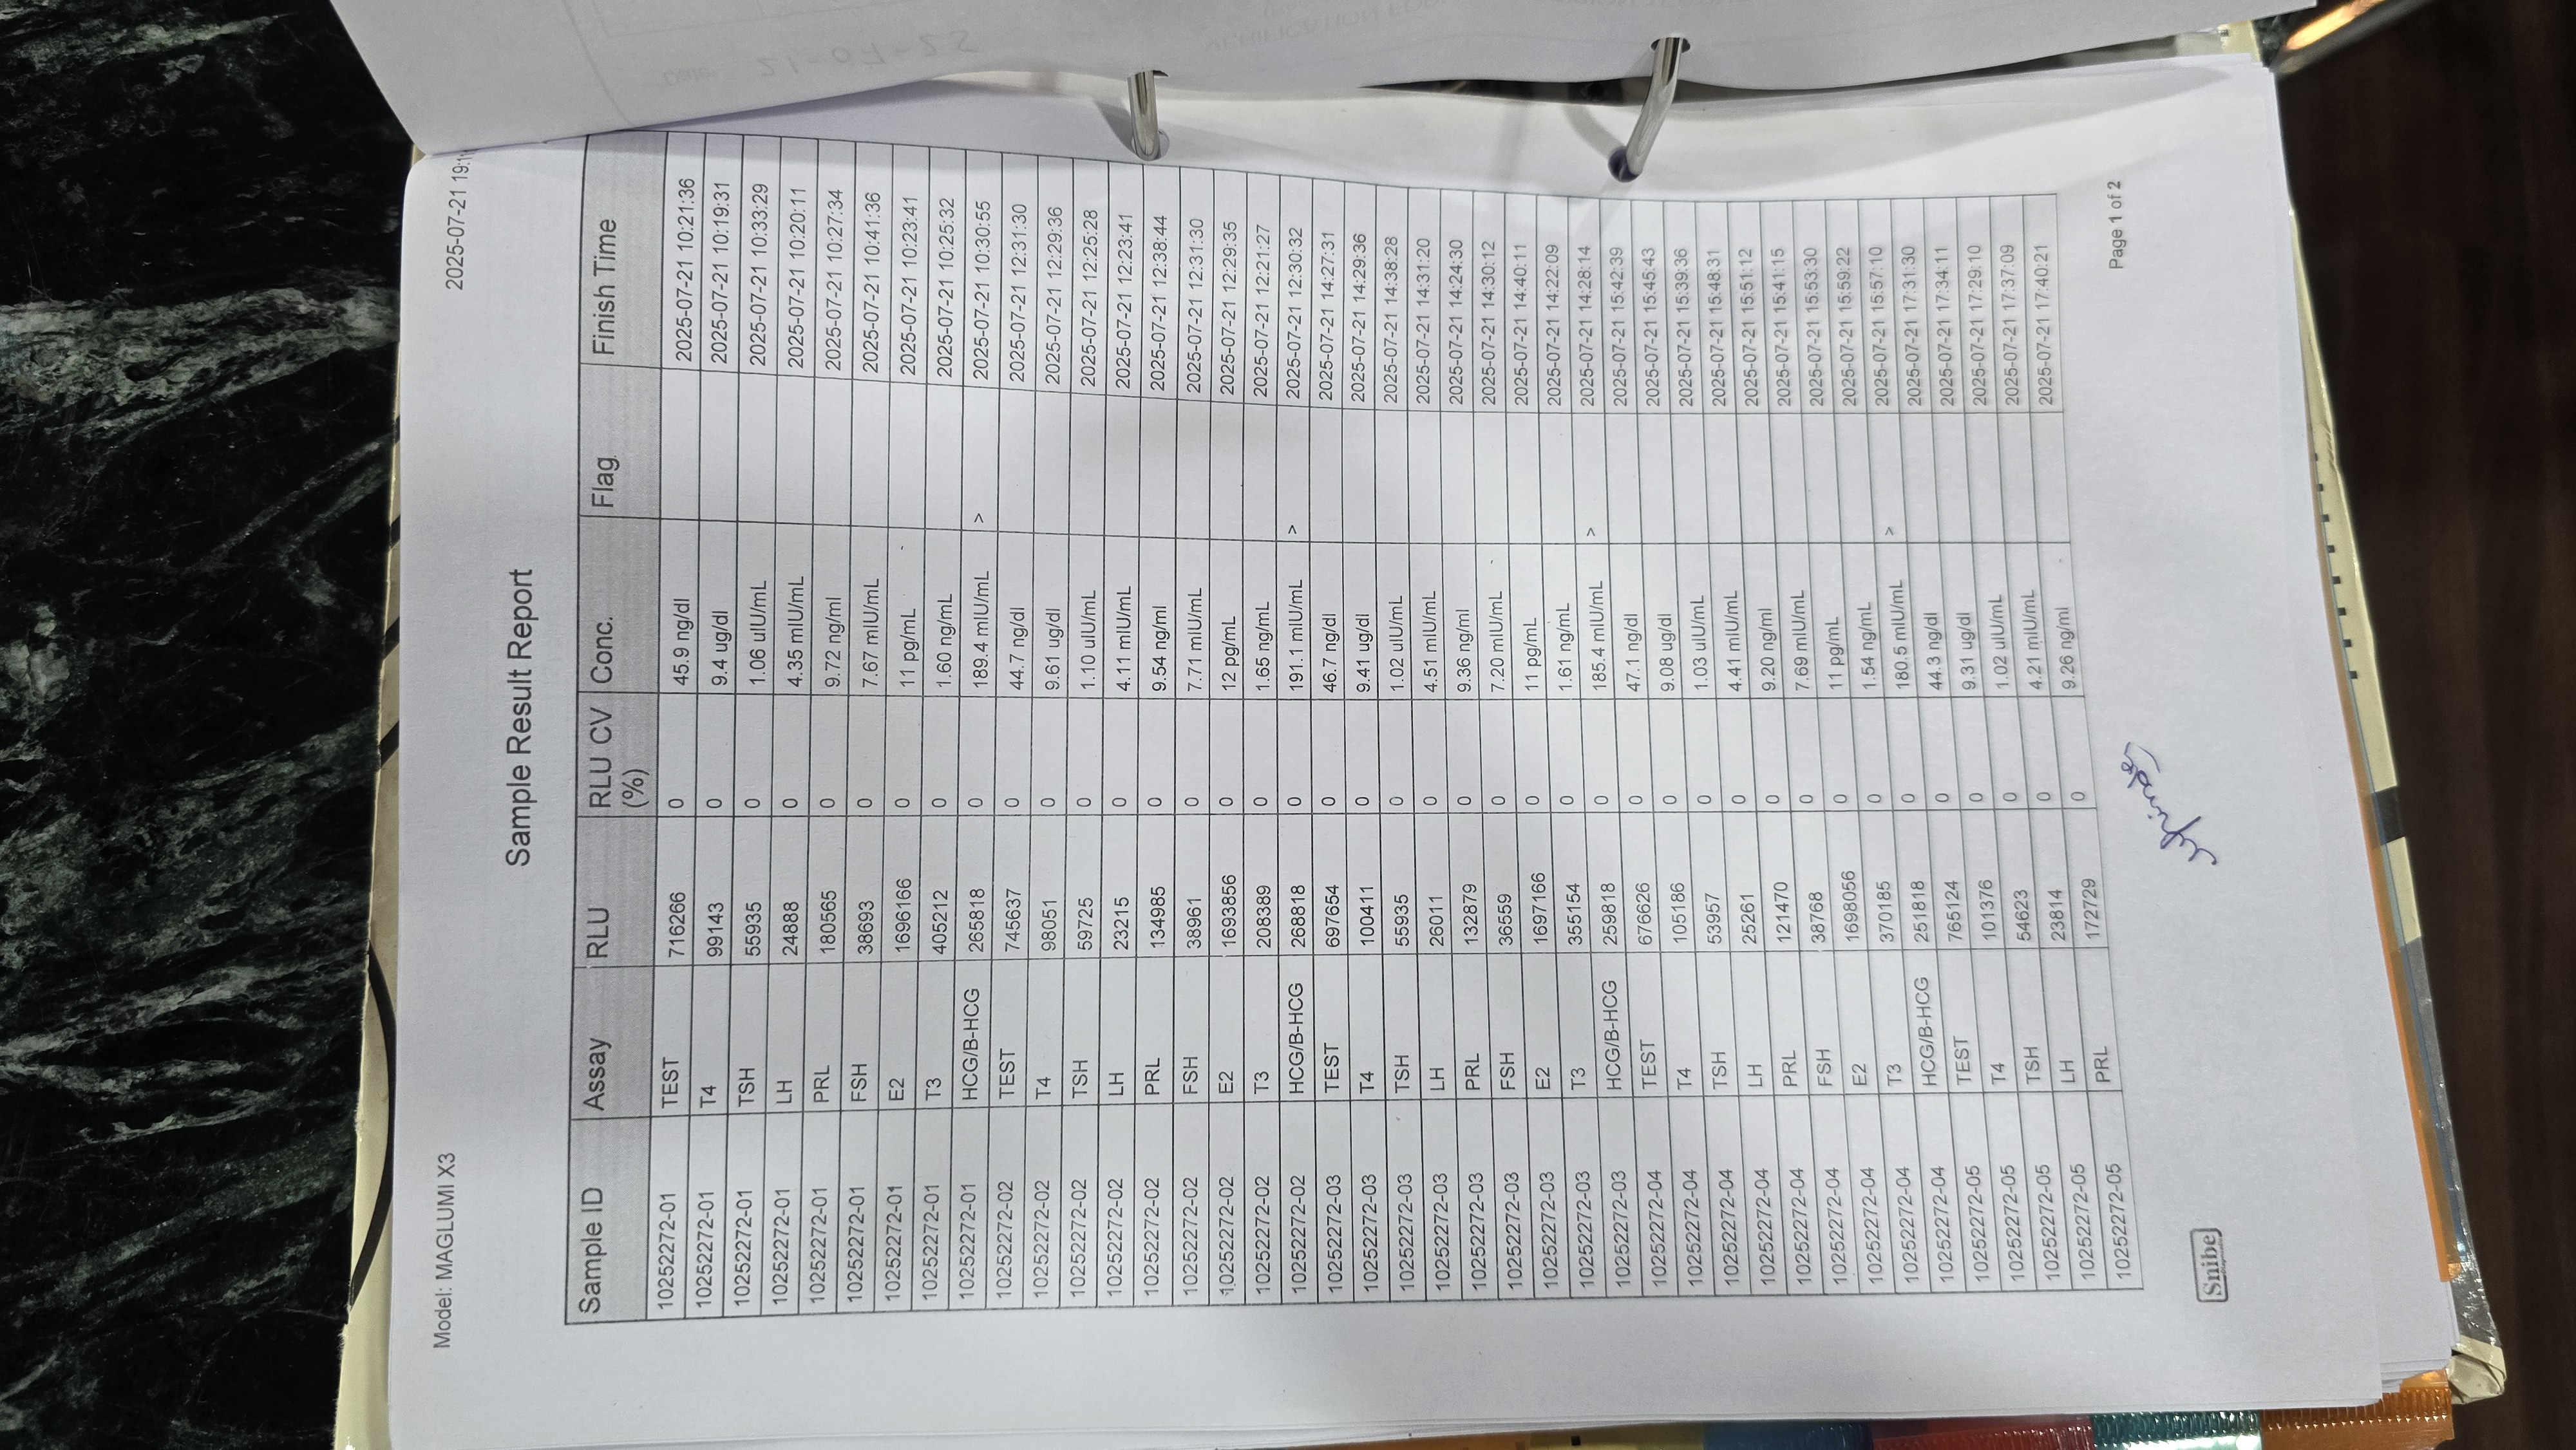 Date: 21-07-25
Model: MAGLUMI X3 2025-07-21 19:1
Sample Result Report
Sample ID Assay RLU RLU CV (%) Conc. Flag Finish Time
10252272-01 TEST 716266 0 45.9 ng/dl 2025-07-21 10:21:36
10252272-01 T4 99143 0 9.4 ug/dl 2025-07-21 10:19:31
10252272-01 TSH 55935 0 1.06 uIU/mL 2025-07-21 10:33:29
10252272-01 LH 24888 0 4.35 mIU/mL 2025-07-21 10:20:11
10252272-01 PRL 180565 0 9.72 ng/ml 2025-07-21 10:27:34
10252272-01 FSH 38693 0 7.67 mIU/mL 2025-07-21 10:41:36
10252272-01 E2 1696166 0 11 pg/mL 2025-07-21 10:23:41
10252272-01 T3 405212 0 1.60 ng/mL 2025-07-21 10:25:32
10252272-01 HCG/B-HCG 265818 0 189.4 mIU/mL > 2025-07-21 10:30:55
10252272-02 TEST 745637 0 44.7 ng/dl 2025-07-21 12:31:30
10252272-02 T4 98051 0 9.61 ug/dl 2025-07-21 12:29:36
10252272-02 TSH 59725 0 1.10 uIU/mL 2025-07-21 12:25:28
10252272-02 LH 23215 0 4.11 mIU/mL 2025-07-21 12:23:41
10252272-02 PRL 134985 0 9.54 ng/ml 2025-07-21 12:38:44
10252272-02 FSH 38961 0 7.71 mIU/mL 2025-07-21 12:31:30
10252272-02 E2 1693856 0 12 pg/mL 2025-07-21 12:29:35
10252272-02 T3 208389 0 1.65 ng/mL 2025-07-21 12:21:27
10252272-02 HCG/B-HCG 268818 0 191.1 mIU/mL > 2025-07-21 12:30:32
10252272-03 TEST 697654 0 46.7 ng/dl 2025-07-21 14:27:31
10252272-03 T4 100411 0 9.41 ug/dl 2025-07-21 14:29:36
10252272-03 TSH 55935 0 1.02 uIU/mL 2025-07-21 14:38:28
10252272-03 LH 26011 0 4.51 mIU/mL 2025-07-21 14:31:20
10252272-03 PRL 132879 0 9.36 ng/ml 2025-07-21 14:24:30
10252272-03 FSH 36559 0 7.20 mIU/mL 2025-07-21 14:30:12
10252272-03 E2 1697166 0 11 pg/mL 2025-07-21 14:40:11
10252272-03 T3 355154 0 1.61 ng/mL 2025-07-21 14:22:09
10252272-03 HCG/B-HCG 259818 0 185.4 mIU/mL > 2025-07-21 14:28:14
10252272-04 TEST 676626 0 47.1 ng/dl 2025-07-21 15:42:39
10252272-04 T4 105186 0 9.08 ug/dl 2025-07-21 15:45:43
10252272-04 TSH 53957 0 1.03 uIU/mL 2025-07-21 15:39:36
10252272-04 LH 25261 0 4.41 mIU/mL 2025-07-21 15:48:31
10252272-04 PRL 121470 0 9.20 ng/ml 2025-07-21 15:51:12
10252272-04 FSH 38768 0 7.69 mIU/mL 2025-07-21 15:41:15
10252272-04 E2 1698056 0 11 pg/mL 2025-07-21 15:53:30
10252272-04 T3 370185 0 1.54 ng/mL 2025-07-21 15:59:22
10252272-04 HCG/B-HCG 251818 0 180.5 mIU/mL > 2025-07-21 15:57:10
10252272-05 TEST 765124 0 44.3 ng/dl 2025-07-21 17:31:30
10252272-05 T4 101376 0 9.31 ug/dl 2025-07-21 17:34:11
10252272-05 TSH 54623 0 1.02 uIU/mL 2025-07-21 17:29:10
10252272-05 LH 23814 0 4.21 mIU/mL 2025-07-21 17:37:09
10252272-05 PRL 172729 0 9.26 ng/ml 2025-07-21 17:40:21
Snibe Page 1 of 2